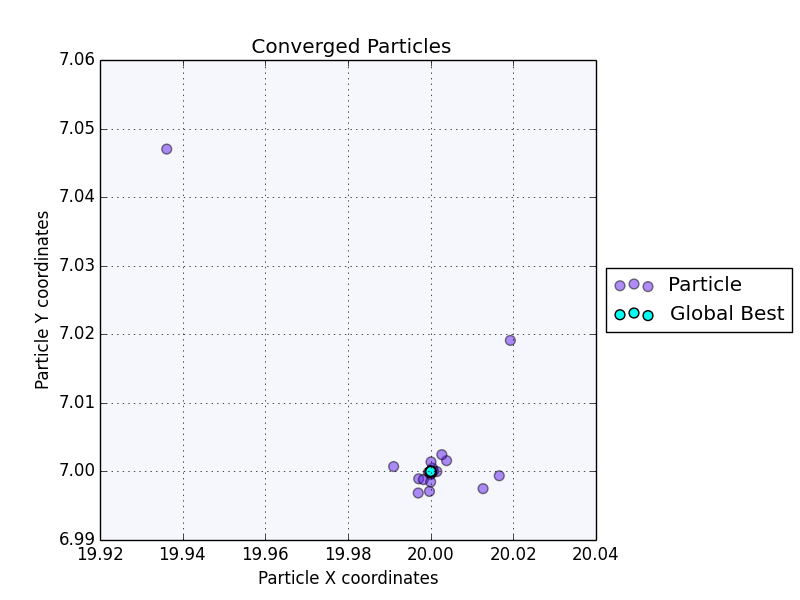 Converged Particles
7.06
7.05
7.04
7.03
7.02
7.01
7.00
6.99
Particle Y coordinates
19.92 19.94 19.96 19.98 20.00 20.02 20.04
Particle X coordinates
Particle
Global Best